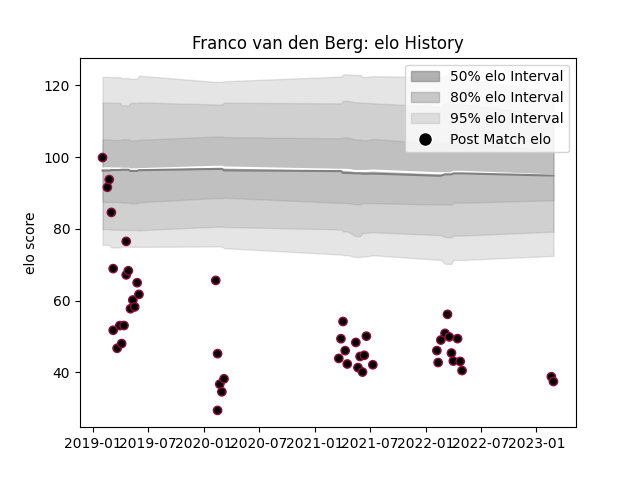 Franco van den Berg: elo History
50% elo Interval
80% elo Interval
95% elo Interval
Post Match elo
elo score
120
100
80
60
40
2019-01
2019-07
2020-01
2020-07
2021-01
2021-07
2022-01
2022-07
2023-01